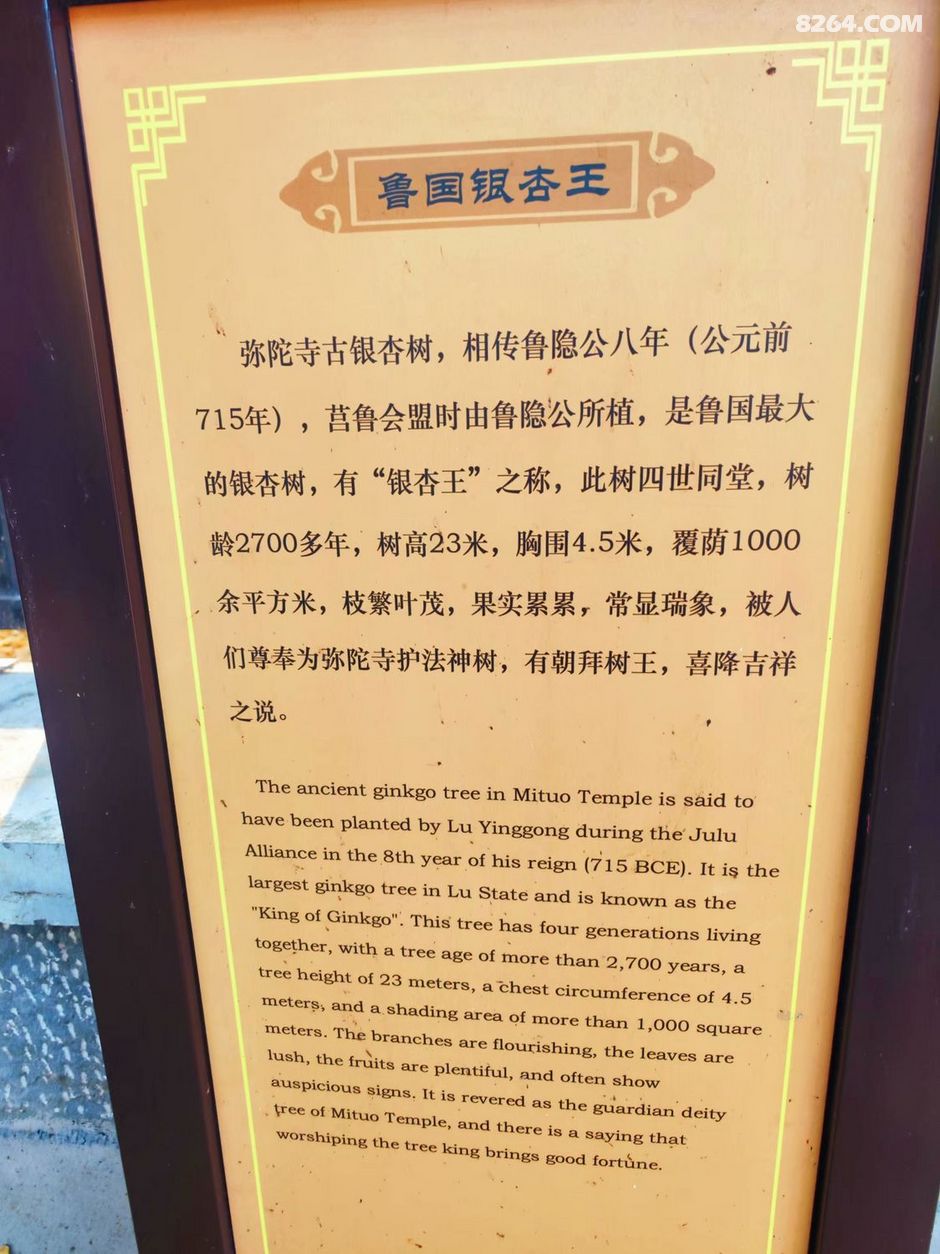 8264.COM
鲁国银杏王
弥陀寺古银杏树，相传鲁隐公八年（公元前
715年），莒鲁会盟时由鲁隐公所植，是鲁国最大
的银杏树，有“银杏王”之称，此树四世同堂，树
龄2700多年，树高23米，胸围4.5米，覆荫1000
余平方米，枝繁叶茂，果实累累，常显瑞象，被人
们尊奉为弥陀寺护法神树，有朝拜树王，喜降吉祥
之说。
The ancient ginkgo tree in Mituo Temple is said to
have been planted by Lu Yinggong during the Julu
Alliance in the 8th year of his reign (715 BCE). It is the
largest ginkgo tree in Lu State and is known as the
"King of Ginkgo". This tree has four generations living
together, with a tree age of more than 2,700 years, a
tree height of 23 meters, a chest circumference of 4.5
meters, and a shading area of more than 1,000 square
meters. The branches are flourishing, the leaves are
lush, the fruits are plentiful, and often show
auspicious signs. It is revered as the guardian deity
tree of Mituo Temple, and there is a saying that
worshiping the tree king brings good fortune.